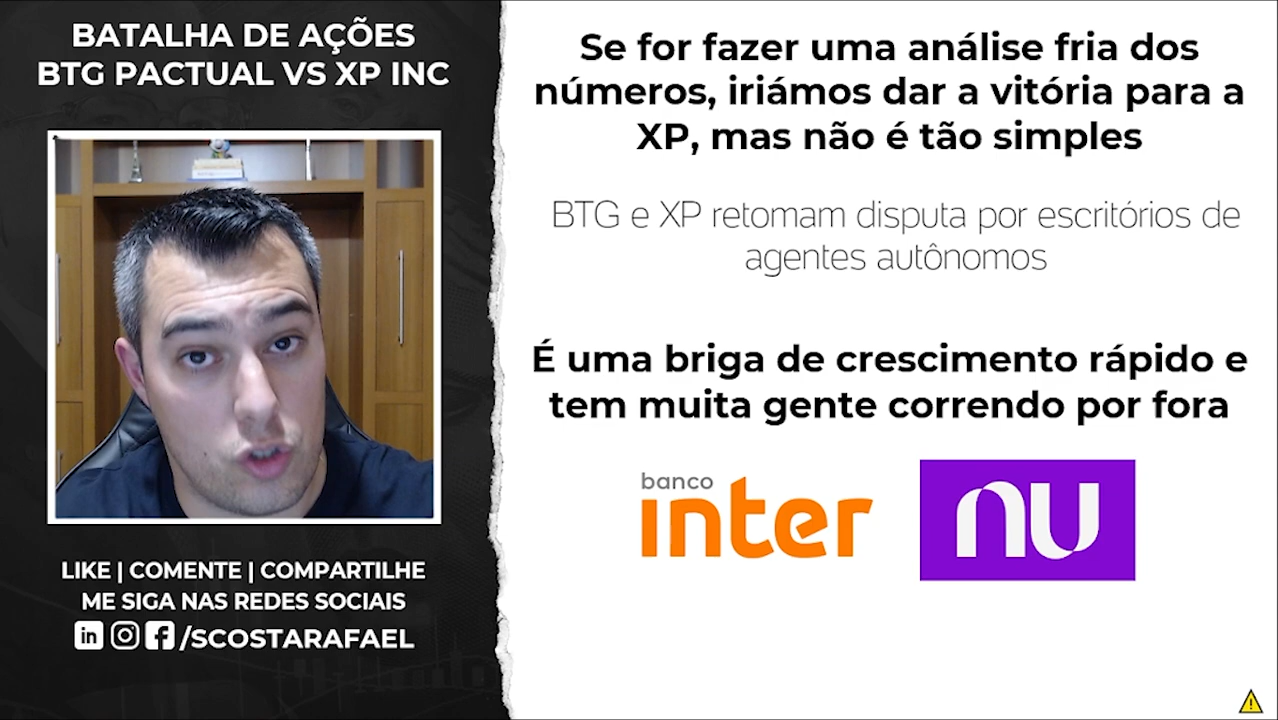 BATALHA DE AÇÕES
BTG PACTUAL VS XP INC
LIKE | COMENTE | COMPARTILHE
ME SIGA NAS REDES SOCIAIS
in f /SCOSTARAFAEL
Se for fazer uma análise fria dos
números, iriámos dar a vitória para a
XP, mas não é tão simples
BTG e XP retomam disputa por escritórios de
agentes autônomos
É uma briga de crescimento rápido e
tem muita gente correndo por fora
banco
inter
nu